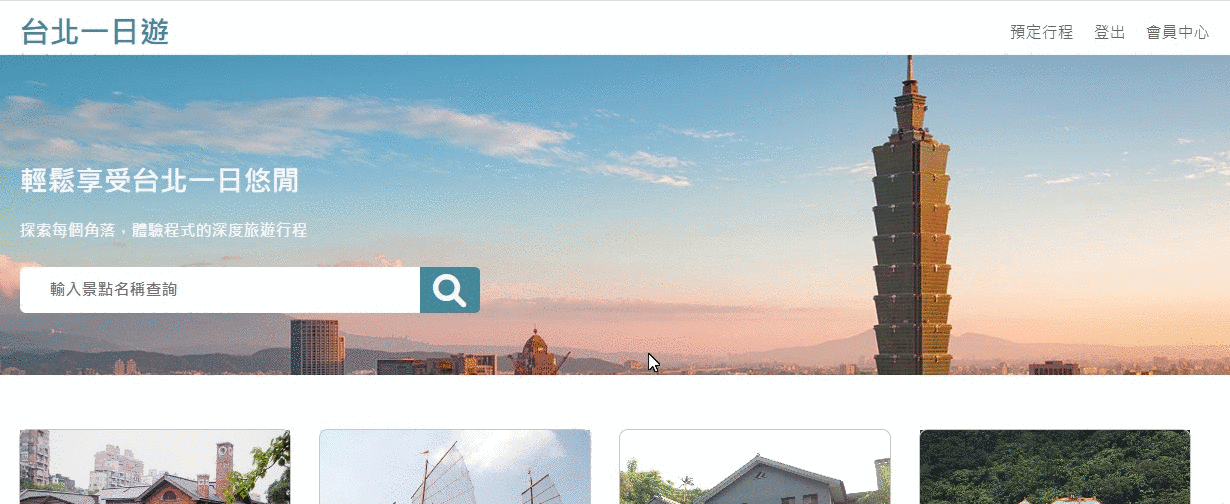 台北一日遊
預定行程 登出 會員中心
輕鬆享受台北一日悠閒
探索每個角落，體驗程式的深度旅遊行程
輸入景點名稱查詢